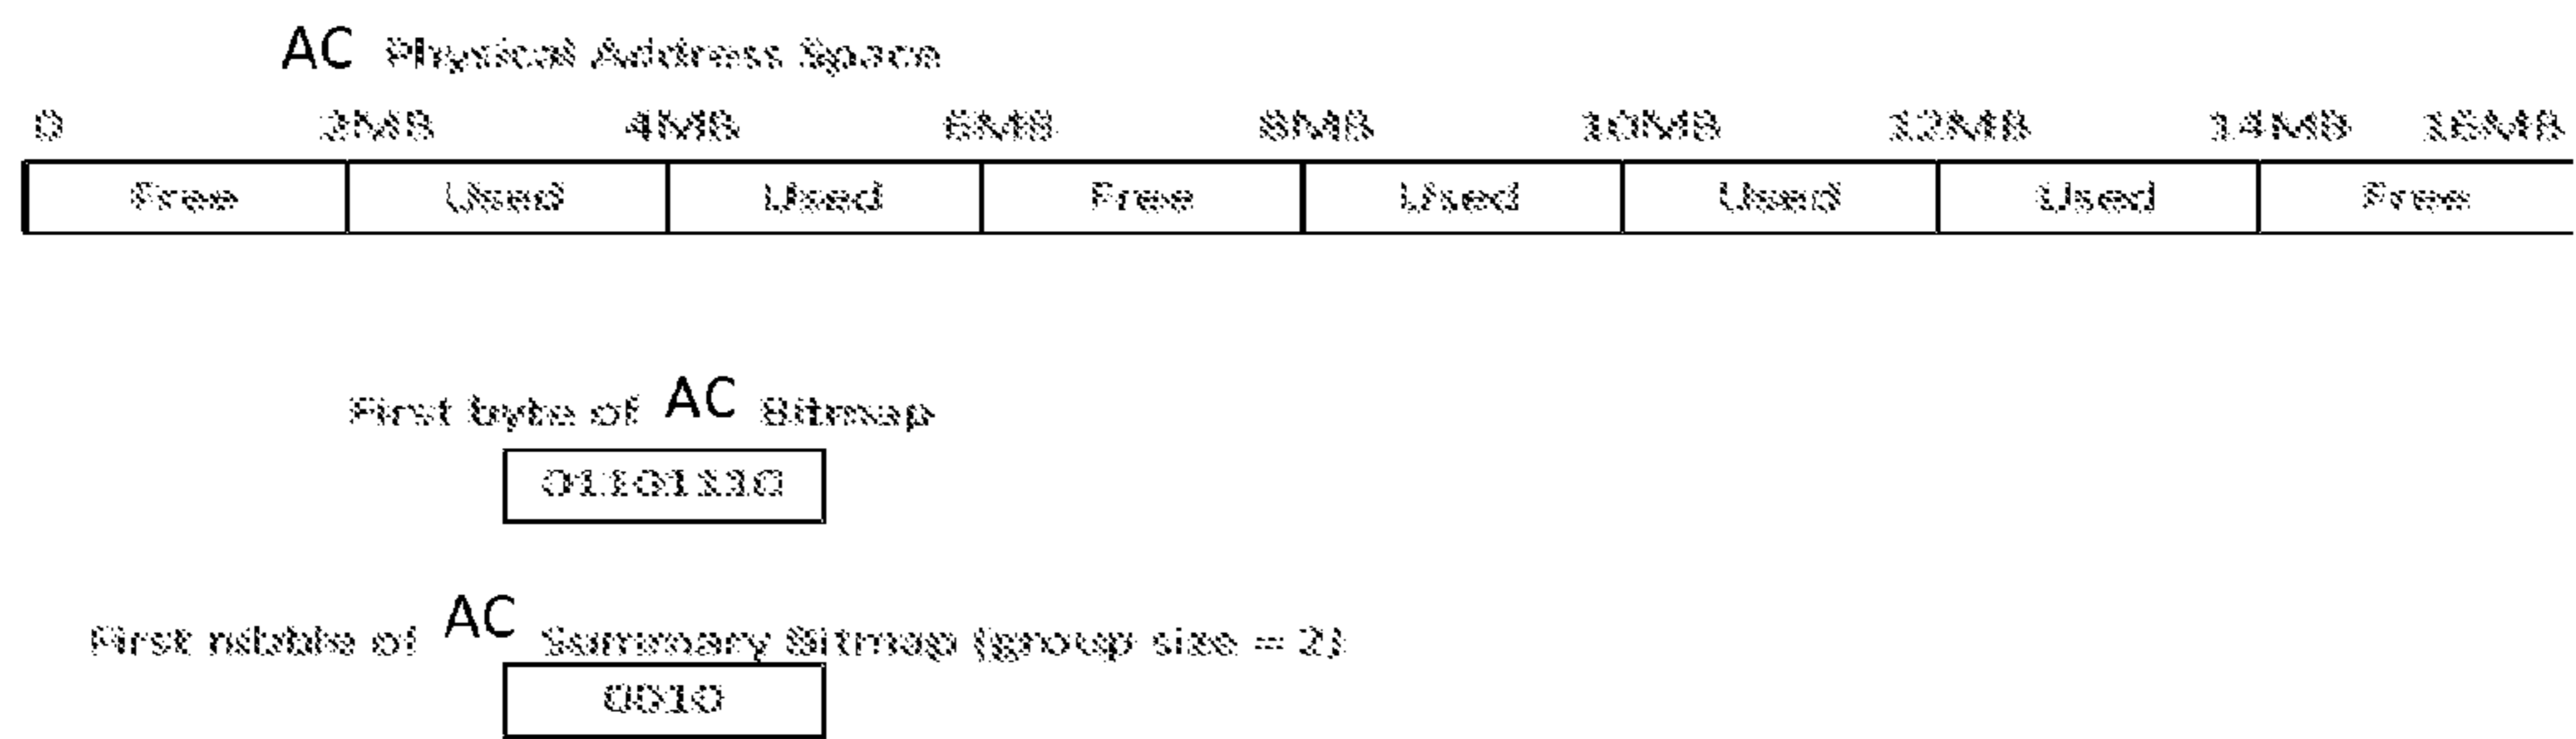 AC Physical Address Space
0 2MB 4MB 6MB 8MB 10MB 12MB 14MB 16MB
Free Used Used Free Used Used Used Free
First byte of AC Bitmap
01101110
First nibble of AC Summary Bitmap (group size = 2)
0010